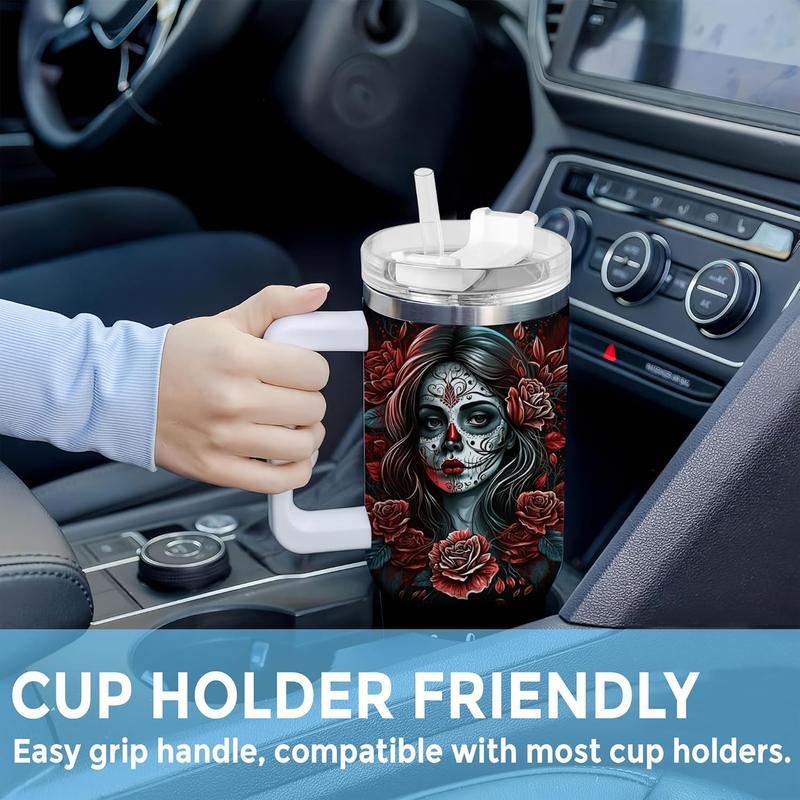 A/C
CUP HOLDER FRIENDLY
Easy grip handle, compatible with most cup holders.